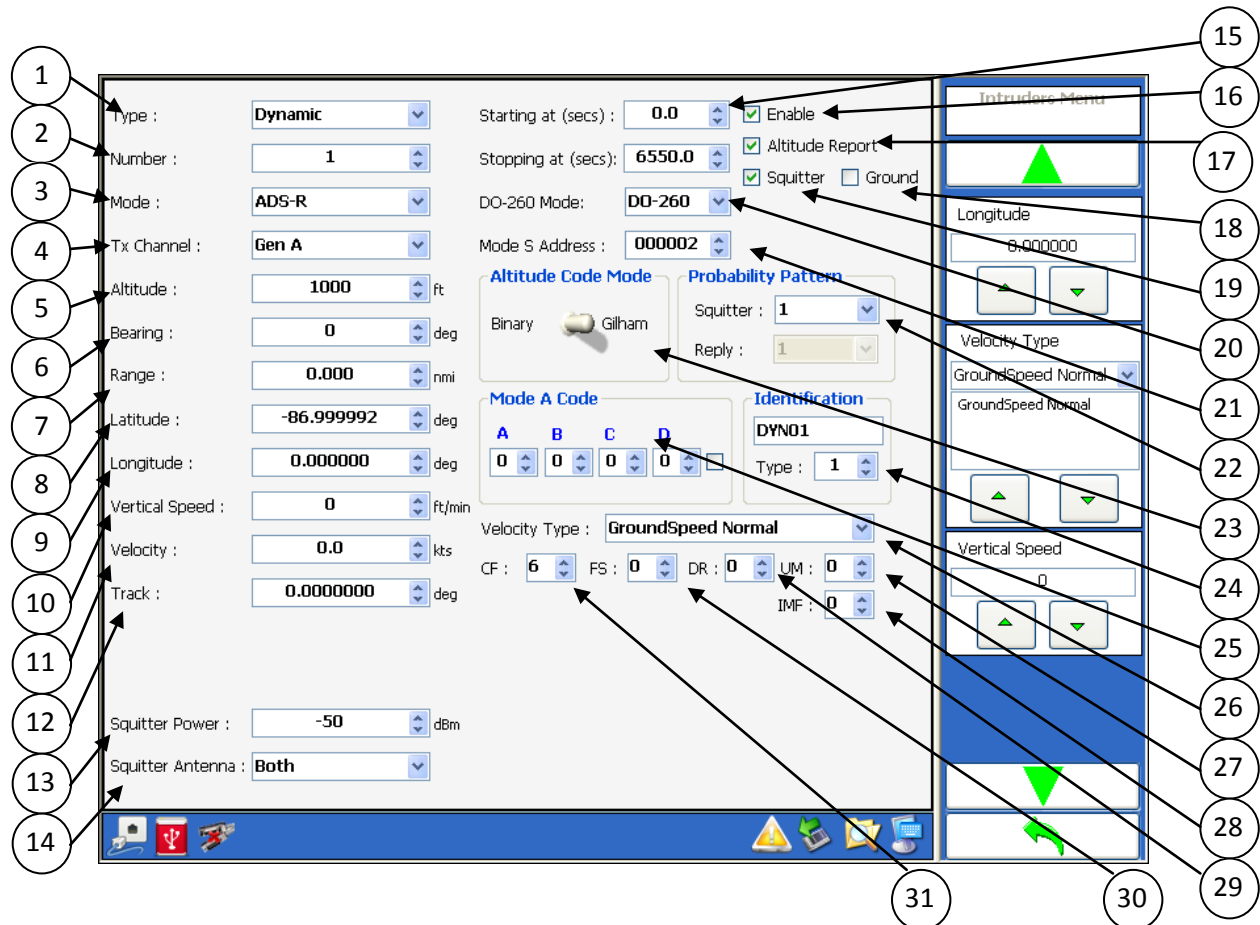 1
2
3
4
5
6
7
8
9
10
11
12
13
14
Type :
Dynamic
Number :
1
Mode :
ADS-R
Tx Channel :
Gen A
Altitude :
1000
ft
Bearing :
0
deg
Range :
0.000
nmi
Latitude :
-86.999992
deg
Longitude :
0.000000
deg
Vertical Speed :
0
ft/min
Velocity :
0.0
kts
Track :
0.0000000
deg
Squitter Power :
-50
dBm
Squitter Antenna :
Both
Starting at (secs) :
0.0
Enable
Stopping at (secs):
6550.0
Altitude Report
Squitter
Ground
DO-260 Mode:
DO-260
Mode S Address :
000002
Altitude Code Mode
Binary
Gilham
Probability Pattern
Squitter :
1
Reply :
1
Mode A Code
A B C D
0 0 0 0
Identification
DYN01
Type :
1
Velocity Type :
GroundSpeed Normal
CF : 6 FS : 0 DR : 0 UM : 0
IMF : 0
Intruders Menu
Longitude
0.000000
Velocity Type
GroundSpeed Normal
GroundSpeed Normal
Vertical Speed
0
15
16
17
18
19
20
21
22
23
24
25
26
27
28
29
30
31